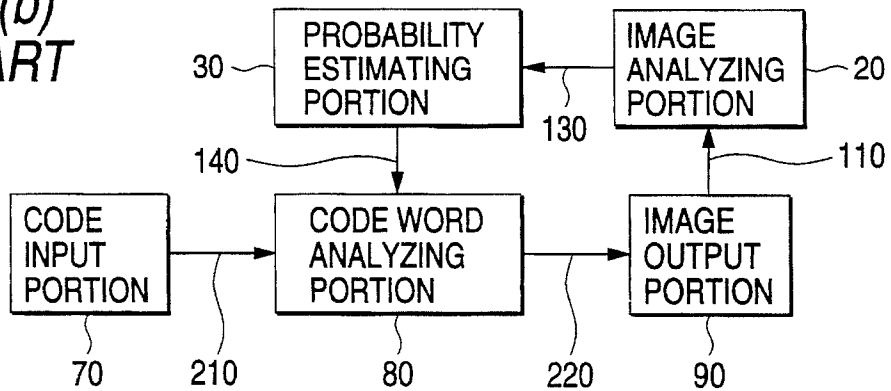 (b)
ART
PROBABILITY
ESTIMATING
PORTION
30
IMAGE
ANALYZING
PORTION
20
130
140
110
CODE
INPUT
PORTION
CODE WORD
ANALYZING
PORTION
IMAGE
OUTPUT
PORTION
70
210
80
220
90